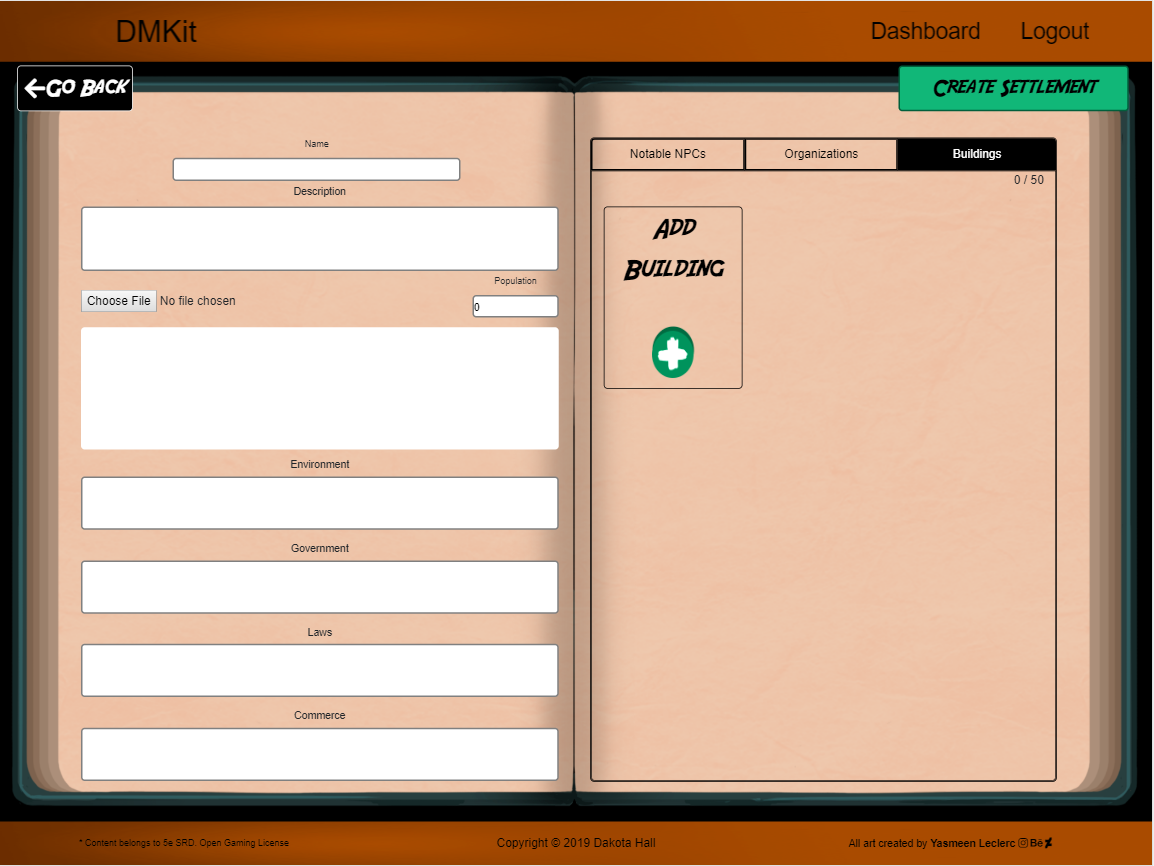 DMKit
Dashboard
Logout
Go Back
Create Settlement
Name
Description
Choose File No file chosen
Population
0
Environment
Government
Laws
Commerce
Notable NPCs
Organizations
Buildings
0 / 50
Add
Building
* Content belongs to 5e SRD. Open Gaming License
Copyright © 2019 Dakota Hall
All art created by Yasmeen Leclerc Bē